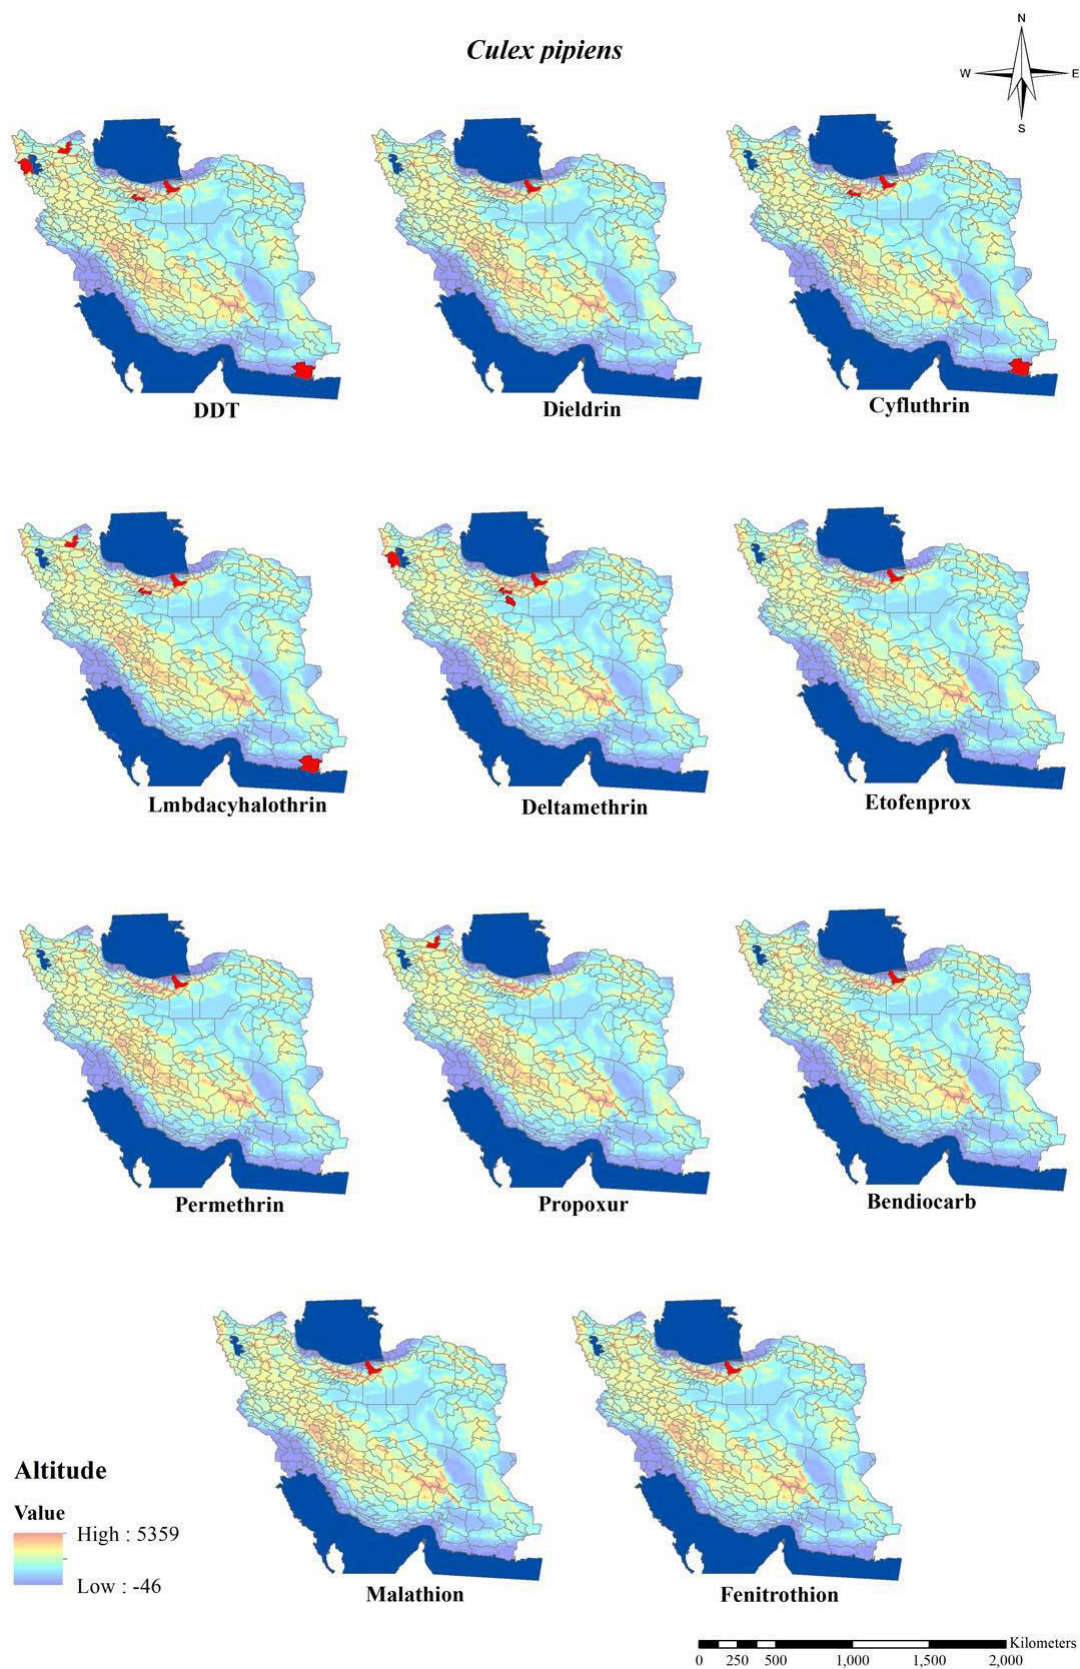 Culex pipiens
N
W E
S
DDT
Dieldrin
Cyfluthrin
Lmbdacyhalothrin
Deltamethrin
Etofenprox
Permethrin
Propoxur
Bendiocarb
Malathion
Fenitrothion
Altitude
Value
High : 5359
Low : -46
Kilometers
0 250 500 1,000 1,500 2,000